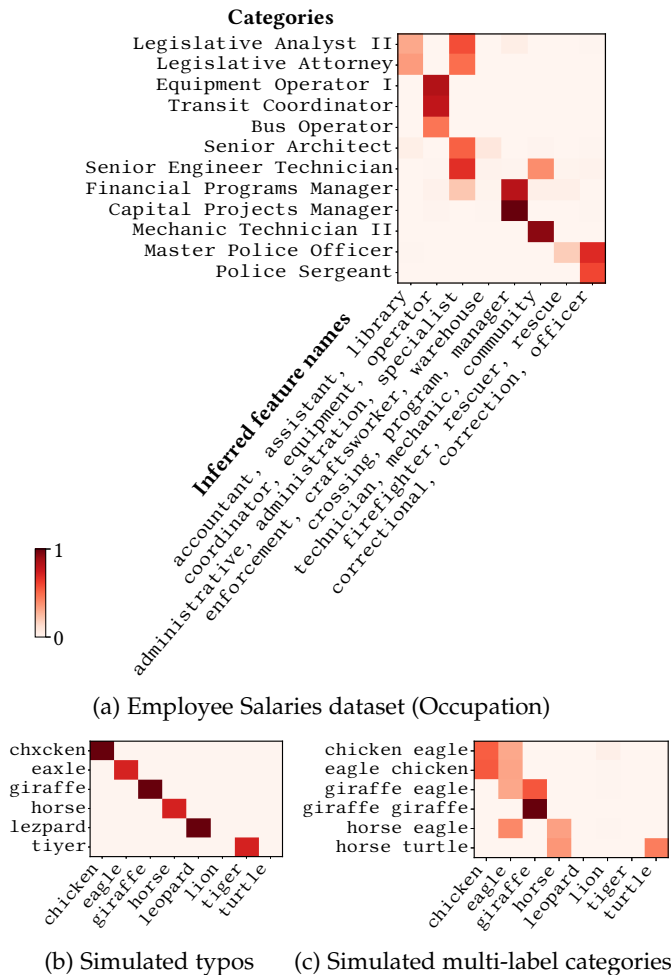 Categories
Legislative Analyst II
Legislative Attorney
Equipment Operator I
Transit Coordinator
Bus Operator
Senior Architect
Senior Engineer Technician
Financial Programs Manager
Capital Projects Manager
Mechanic Technician II
Master Police Officer
Police Sergeant
Inferred feature names
accountant, assistant, library
coordinator, equipment, operator
administrative, administration, specialist
enforcement, craftsworker, warehouse
crossing, program, manager
technician, mechanic, community
firefighter, rescuer, rescue
correctional, correction, officer
1
0
(a) Employee Salaries dataset (Occupation)
chxcken
eaxle
giraffe
horse
lezpard
tiyer
chicken
eagle
giraffe
horse
leopard
lion
tiger
turtle
(b) Simulated typos
chicken eagle
eagle chicken
giraffe eagle
giraffe giraffe
horse eagle
horse turtle
chicken
eagle
giraffe
horse
leopard
lion
tiger
turtle
(c) Simulated multi-label categories